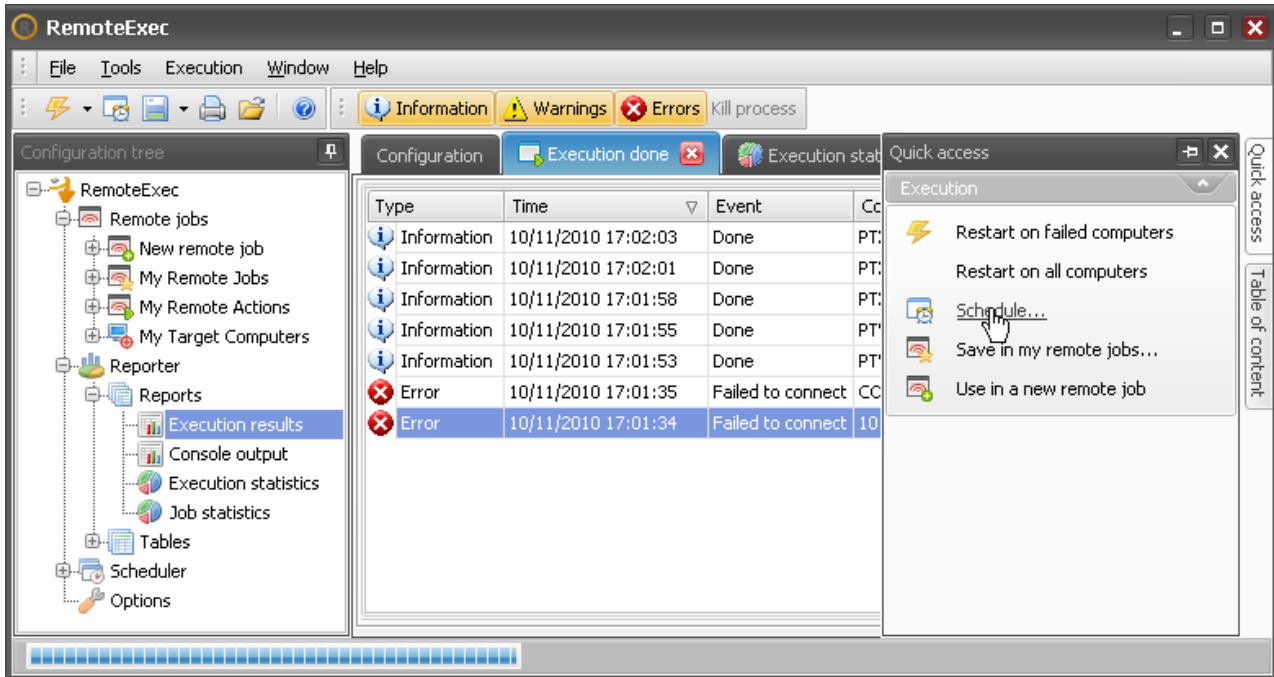 RemoteExec
File Tools Execution Window Help
Information Warnings Errors Kill process
Configuration tree
RemoteExec
Remote jobs
New remote job
My Remote Jobs
My Remote Actions
My Target Computers
Reporter
Reports
Execution results
Console output
Execution statistics
Job statistics
Tables
Scheduler
Options
Configuration Execution done Execution stat
Type Time Event Co
Information 10/11/2010 17:02:03 Done
Information 10/11/2010 17:02:01 Done
Information 10/11/2010 17:01:58 Done
Information 10/11/2010 17:01:55 Done
Information 10/11/2010 17:01:53 Done
Error 10/11/2010 17:01:35 Failed to connect
Error 10/11/2010 17:01:34 Failed to connect 10
Quick access
Execution
Restart on failed computers
Restart on all computers
Schedule...
Save in my remote jobs...
Use in a new remote job
Quick access
Table of content